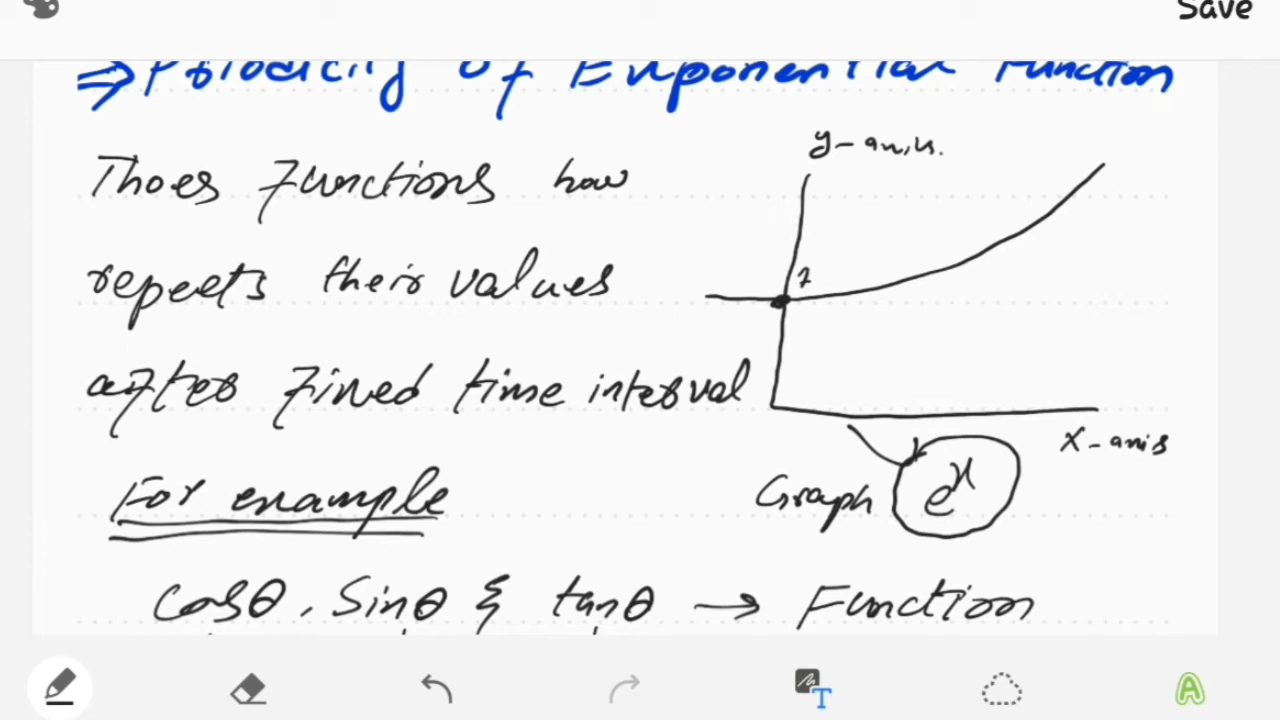 Save
⇒ Periodicity of Exponential Function
y-axis.
Thoes Functions how
repeets their values
1
after Fixed time interval
x-axis
For example
Graph e^x
Cosθ, Sinθ & tanθ → Function
T
A